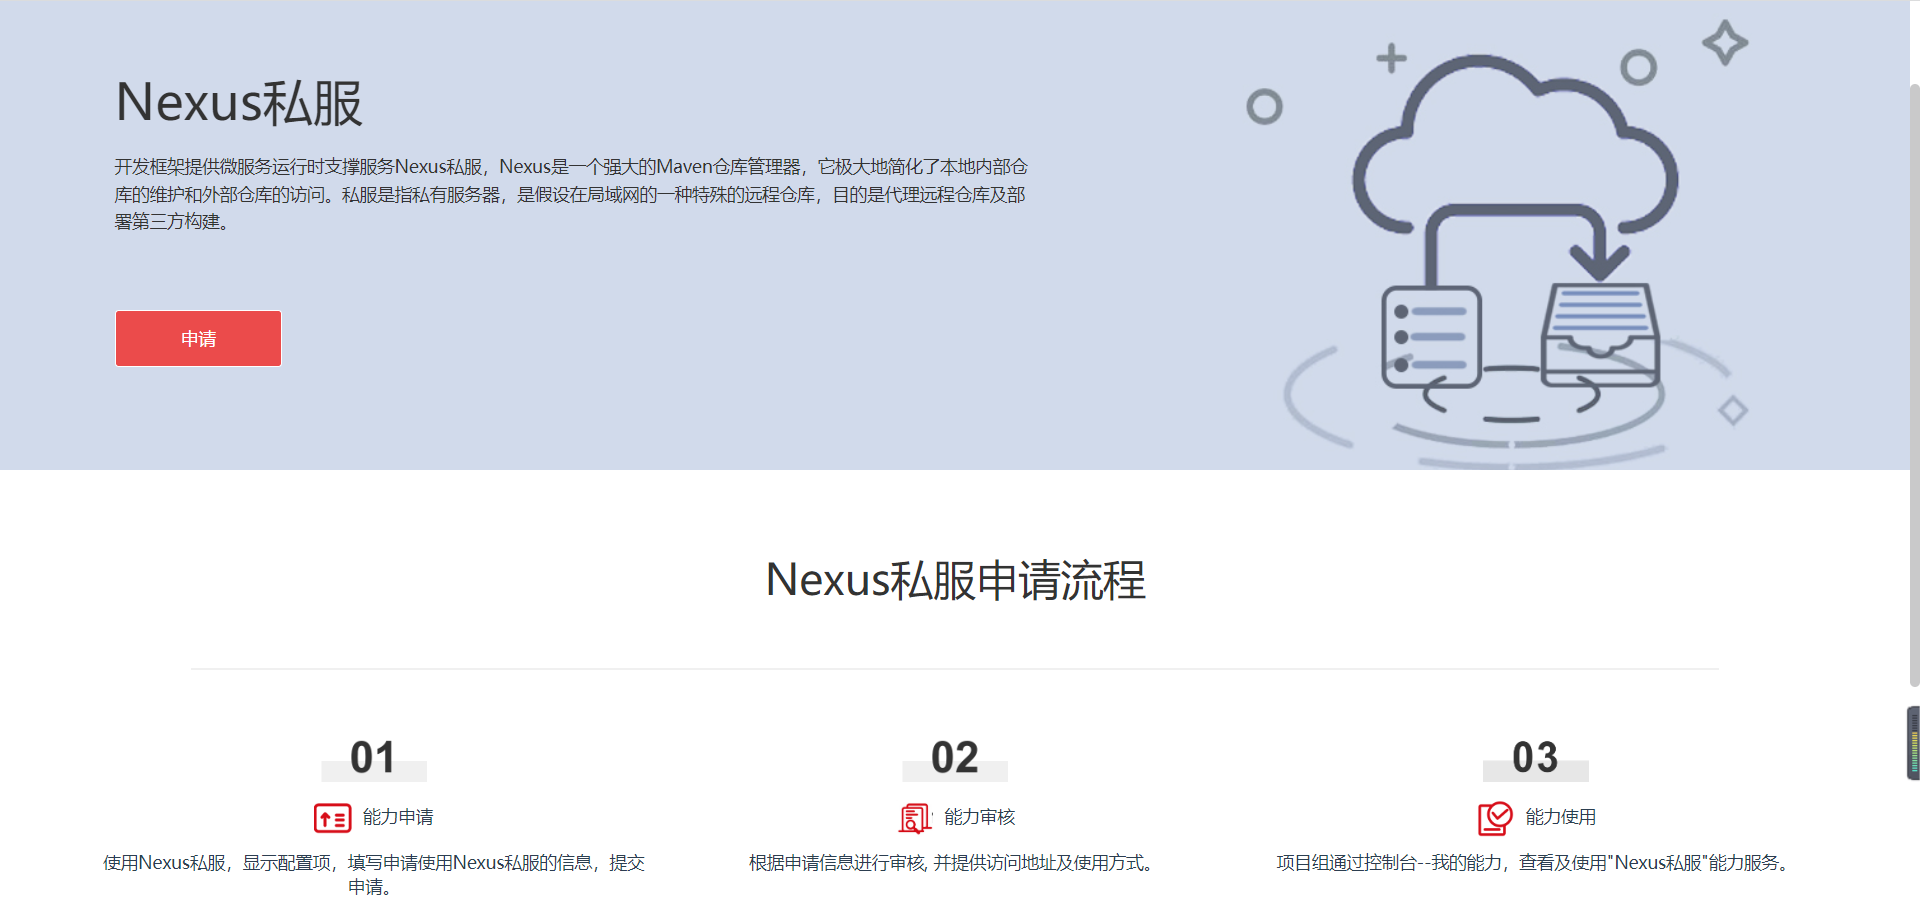 Nexus私服
开发框架提供微服务运行时支撑服务Nexus私服，Nexus是一个强大的Maven仓库管理器，它极大地简化了本地内部仓
库的维护和外部仓库的访问。私服是指私有服务器，是假设在局域网的一种特殊的远程仓库，目的是代理远程仓库及部
署第三方构建。
申请
Nexus私服申请流程
01
能力申请
使用Nexus私服，显示配置项，填写申请使用Nexus私服的信息，提交
申请。
02
能力审核
根据申请信息进行审核, 并提供访问地址及使用方式。
03
能力使用
项目组通过控制台--我的能力，查看及使用"Nexus私服"能力服务。